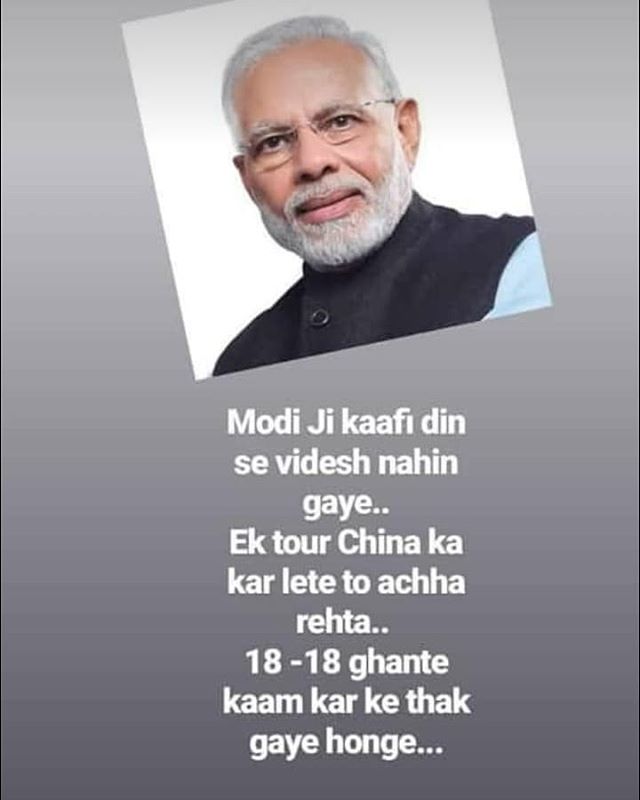 Modi Ji kaafi din
se videsh nahin
gaye..
Ek tour China ka
kar lete to achha
rehta..
18 -18 ghante
kaam kar ke thak
gaye honge...